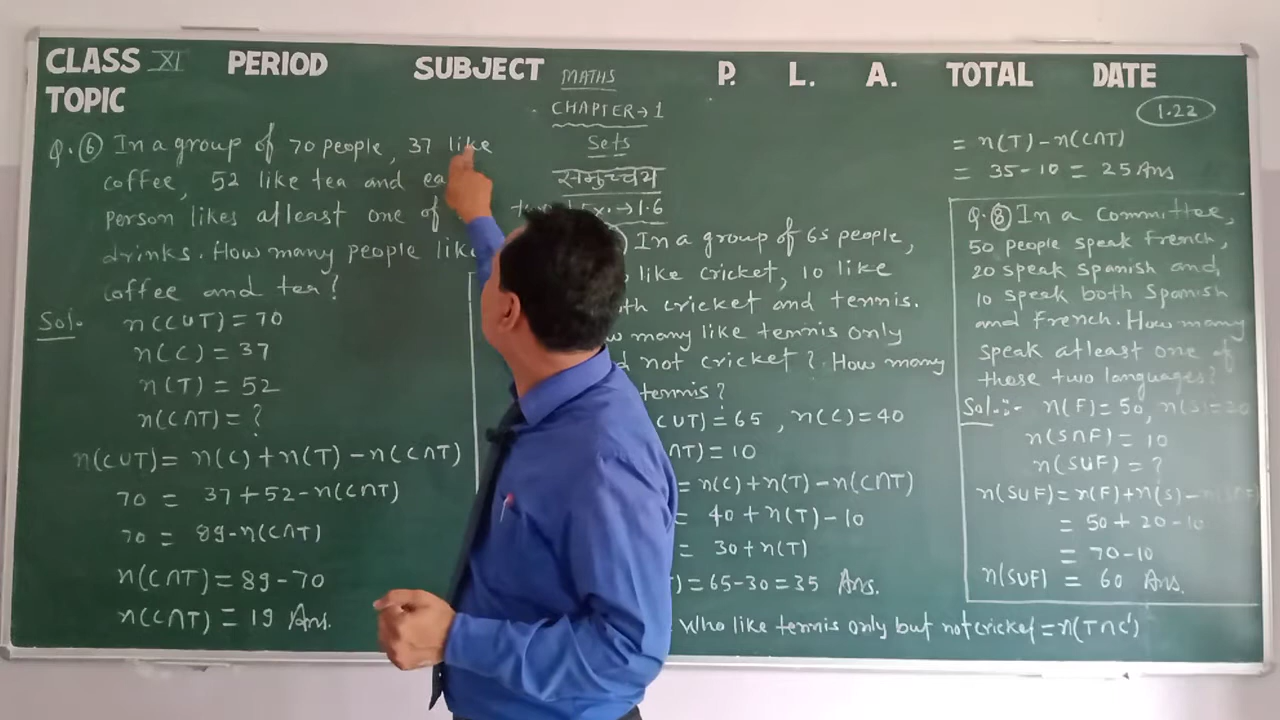 CLASS XI PERIOD SUBJECT MATHS P. L. A. TOTAL DATE
TOPIC
CHAPTER→1
Sets
समुच्चय
Ex.→1.6
1.22
Q.⑥ In a group of 70 people, 37 like
coffee, 52 like tea and
person likes atleast one of
drinks. How many people like
coffee and tea?
Sol. n(C∪T)=70
n(C)=37
n(T)=52
n(C∩T)=?
n(C∪T)= n(C)+n(T)-n(C∩T)
70 = 37+52-n(C∩T)
70 = 89-n(C∩T)
n(C∩T)=89-70
n(C∩T)=19 Ans.
In a group of 65 people,
like cricket, 10 like
cricket and tennis.
many like tennis only
not cricket? How many
tennis?
=65, n(C)=40
=10
= n(C)+n(T)-n(C∩T)
= 40+n(T)-10
= 30+n(T)
=65-30=35 Ans.
Who like tennis only but not cricket=n(T∩C')
= n(T)-n(C∩T)
= 35-10 = 25 Ans
Q.⑧ In a Committee,
50 people speak French,
20 speak Spanish and
10 speak both Spanish
and French. How many
speak atleast one of
these two languages?
Sol.:- n(F)=50, n(S)=20
n(S∩F)=10
n(S∪F)=?
n(S∪F)=n(F)+n(S)-n(S∩F)
= 50+20-10
= 70-10
n(S∪F) = 60 Ans.